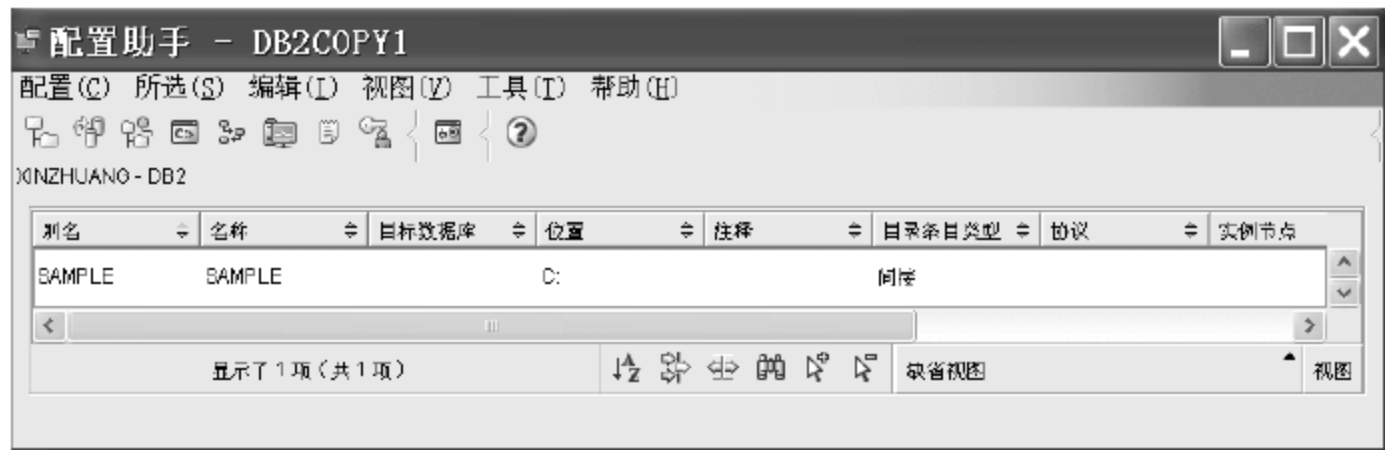 配置助手 - DB2COPY1
配置(C) 所选(S) 编辑(I) 视图(V) 工具(T) 帮助(H)
XINZHUANG - DB2
别名 名称 目标数据库 位置 注释 目录条目类型 协议 实例节点
SAMPLE SAMPLE C: 间接
显示了 1 项 (共 1 项) 缺省视图 视图